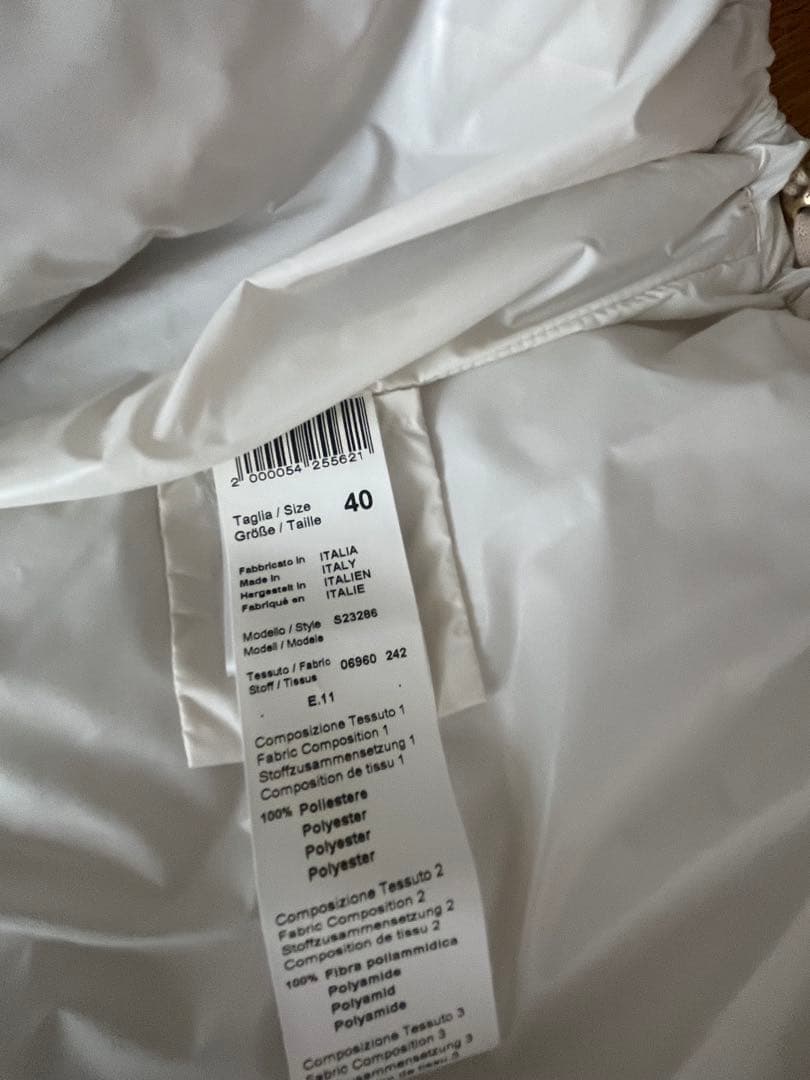 2 000054 255621
Taglia / Size 40
Größe / Taille
Fabbricato in ITALIA
Made in ITALY
Hergestellt in ITALIEN
Fabriqué en ITALIE
Modello / Style S23286
Modell / Modele
Tessuto / Fabric 06960 242
Stoff / Tissus
E.11
Composizione Tessuto 1
Fabric Composition 1
Stoffzusammensetzung 1
Composition de tissu 1
100% Poliestere
Polyester
Polyester
Polyester
Composizione Tessuto 2
Fabric Composition 2
Stoffzusammensetzung 2
Composition de tissu 2
100% Fibra poliammidica
Polyamide
Polyamid
Polyamide
Composizione Tessuto 3
Fabric Composition 3